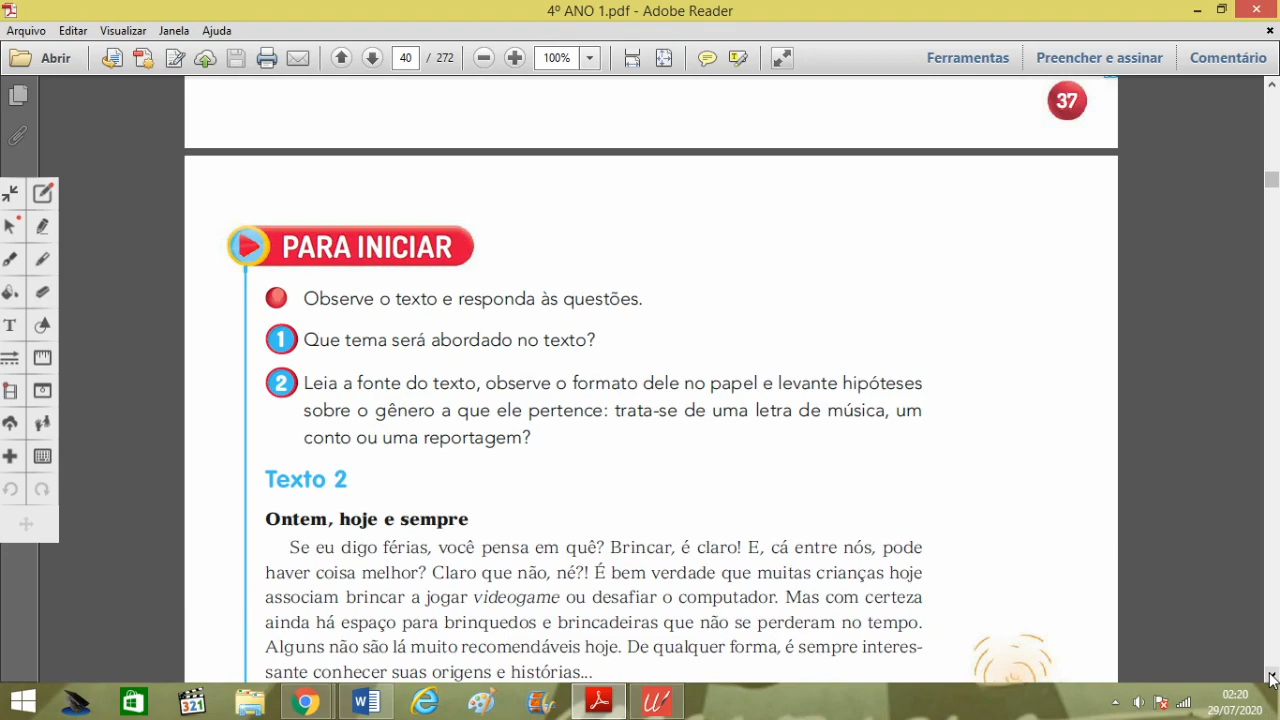 4º ANO 1.pdf - Adobe Reader
Arquivo Editar Visualizar Janela Ajuda
Abrir 40 / 272 100% Ferramentas Preencher e assinar Comentário
37
PARA INICIAR
Observe o texto e responda às questões.
1 Que tema será abordado no texto?
2 Leia a fonte do texto, observe o formato dele no papel e levante hipóteses
sobre o gênero a que ele pertence: trata-se de uma letra de música, um
conto ou uma reportagem?
Texto 2
Ontem, hoje e sempre
Se eu digo férias, você pensa em quê? Brincar, é claro! E, cá entre nós, pode
haver coisa melhor? Claro que não, né?! É bem verdade que muitas crianças hoje
associam brincar a jogar videogame ou desafiar o computador. Mas com certeza
ainda há espaço para brinquedos e brincadeiras que não se perderam no tempo.
Alguns não são lá muito recomendáveis hoje. De qualquer forma, é sempre interes-
sante conhecer suas origens e histórias...
321
02:20
29/07/2020